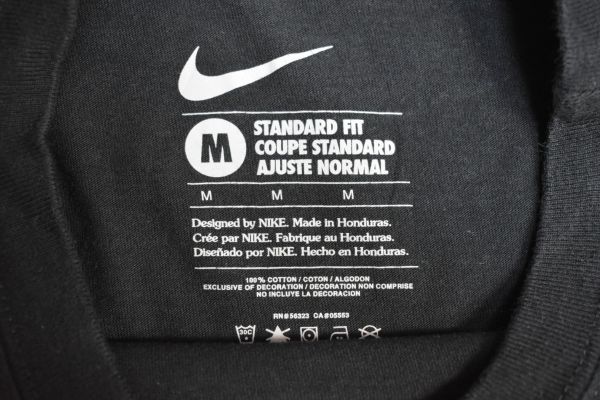 M
STANDARD FIT
COUPE STANDARD
AJUSTE NORMAL
M M M
Designed by NIKE. Made in Honduras.
Crée par NIKE. Fabrique au Honduras.
Diseñado por NIKE. Hecho en Honduras.
100% COTTON / COTON / ALGODON
EXCLUSIVE OF DECORATION / DECORATION NON COMPRISE
NO INCLUYE LA DECORACION
RN#56323 CA#05553
30C